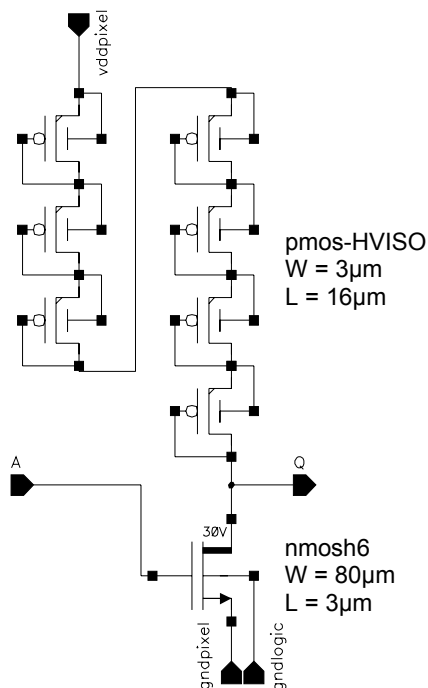 vddpixel
pmos-HVISO
W = 3µm
L = 16µm
A
Q
30V
nmosh6
W = 80µm
L = 3µm
gndpixel
gndlogic